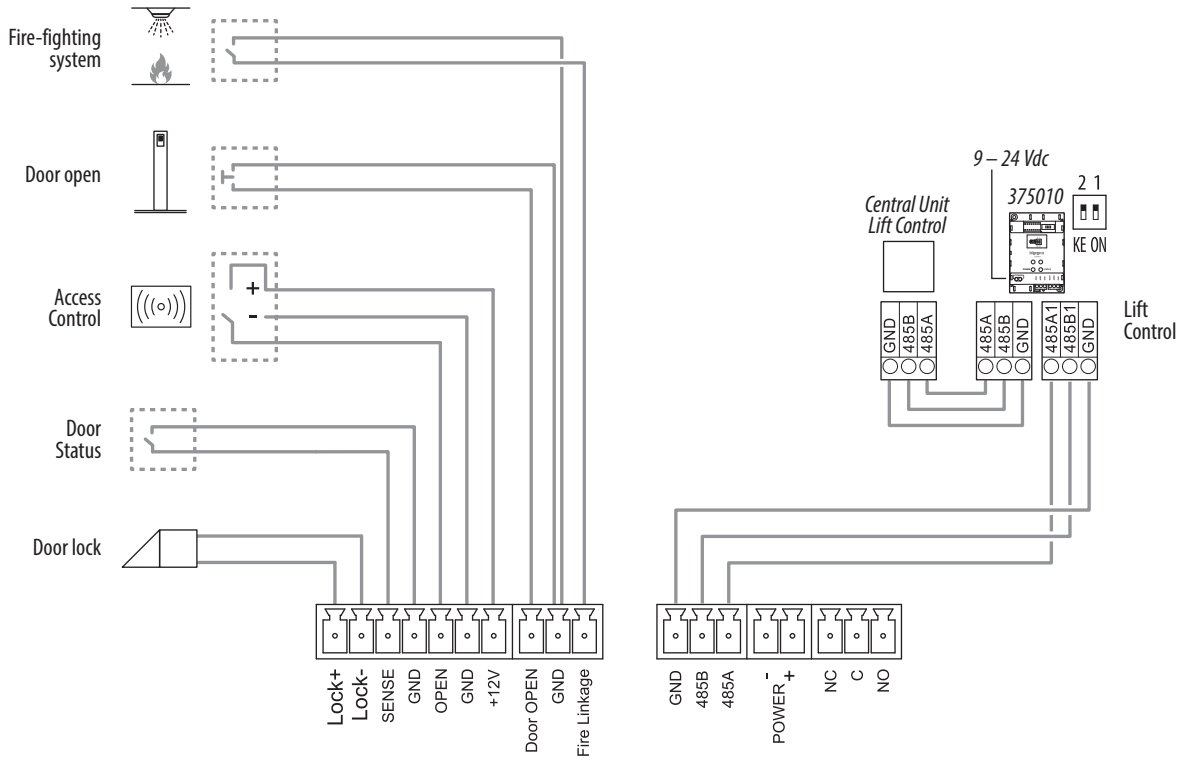 Fire-fighting
system
Door open
Access
Control
+
-
Door
Status
Door lock
9 – 24 Vdc
Central Unit
Lift Control
375010
2 1
KE ON
GND
485B
485A
485A
485B
GND
485A1
485B1
GND
Lift
Control
Lock+
Lock-
SENSE
GND
OPEN
GND
+12V
Door OPEN
GND
Fire Linkage
GND
485B
485A
- POWER +
NC
C
NO